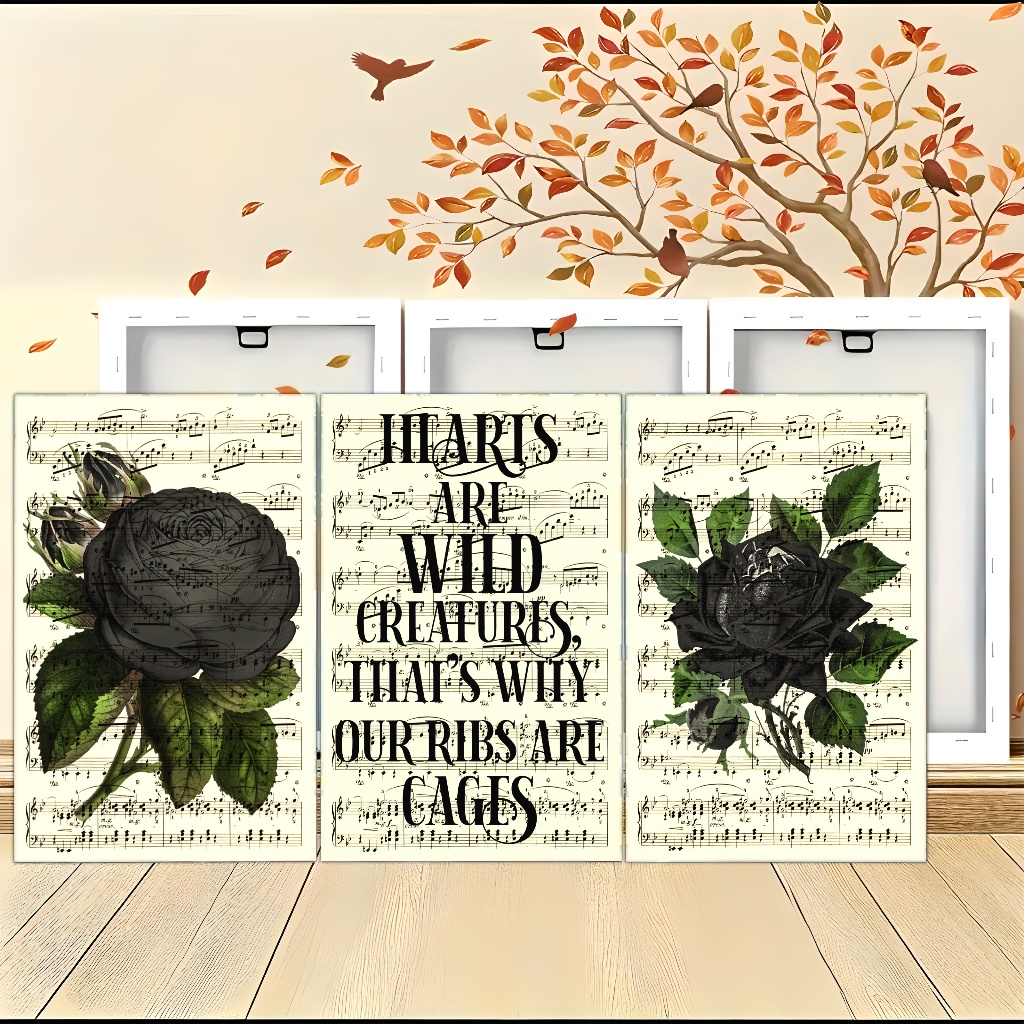 HEARTS
ARE
WILD
CREATURES,
THAT'S WHY
OUR RIBS ARE
CAGES